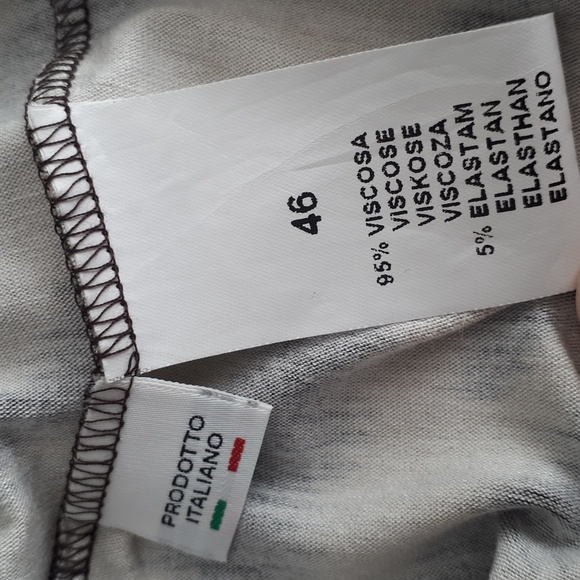 46
95% VISCOSA
VISCOSE
VISKOSE
VISCOZA
5% ELASTAM
ELASTAN
ELASTHAN
ELASTANO
PRODOTTO
ITALIANO